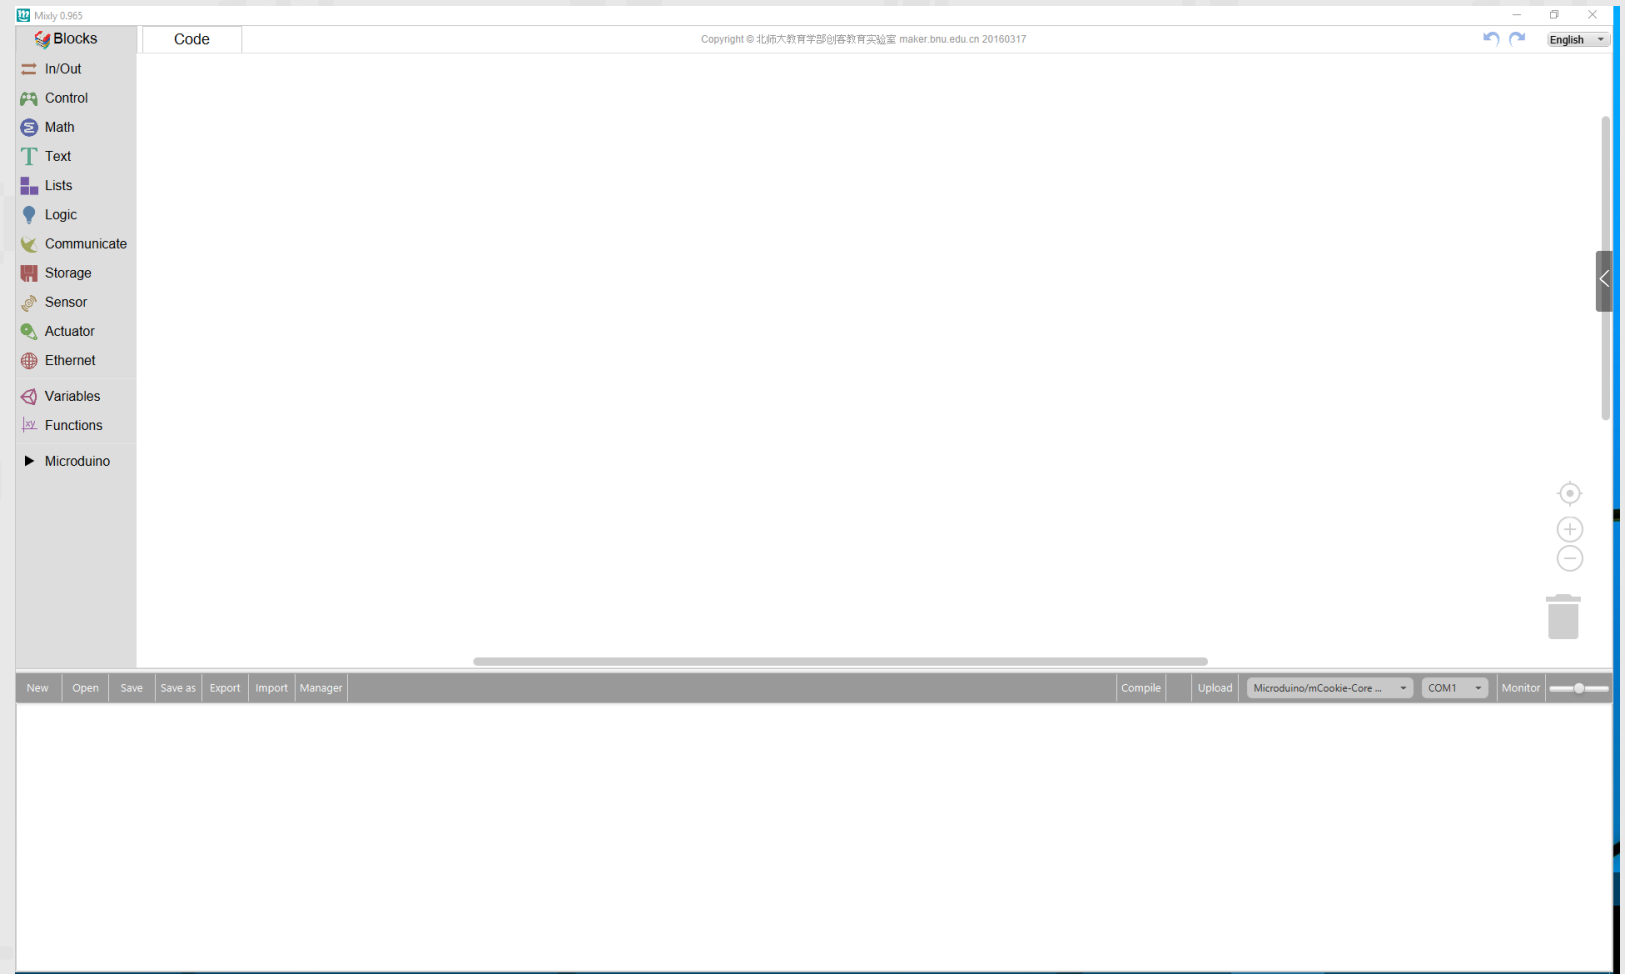 Mixly 0.965
Blocks
Code
Copyright © 北师大教育学部创客教育实验室 maker.bnu.edu.cn 20160317
English
In/Out
Control
Math
Text
Lists
Logic
Communicate
Storage
Sensor
Actuator
Ethernet
Variables
xy
Functions
Microduino
New Open Save Save as Export Import Manager Compile Upload Microduino/mCookie-Core ... COM1 Monitor